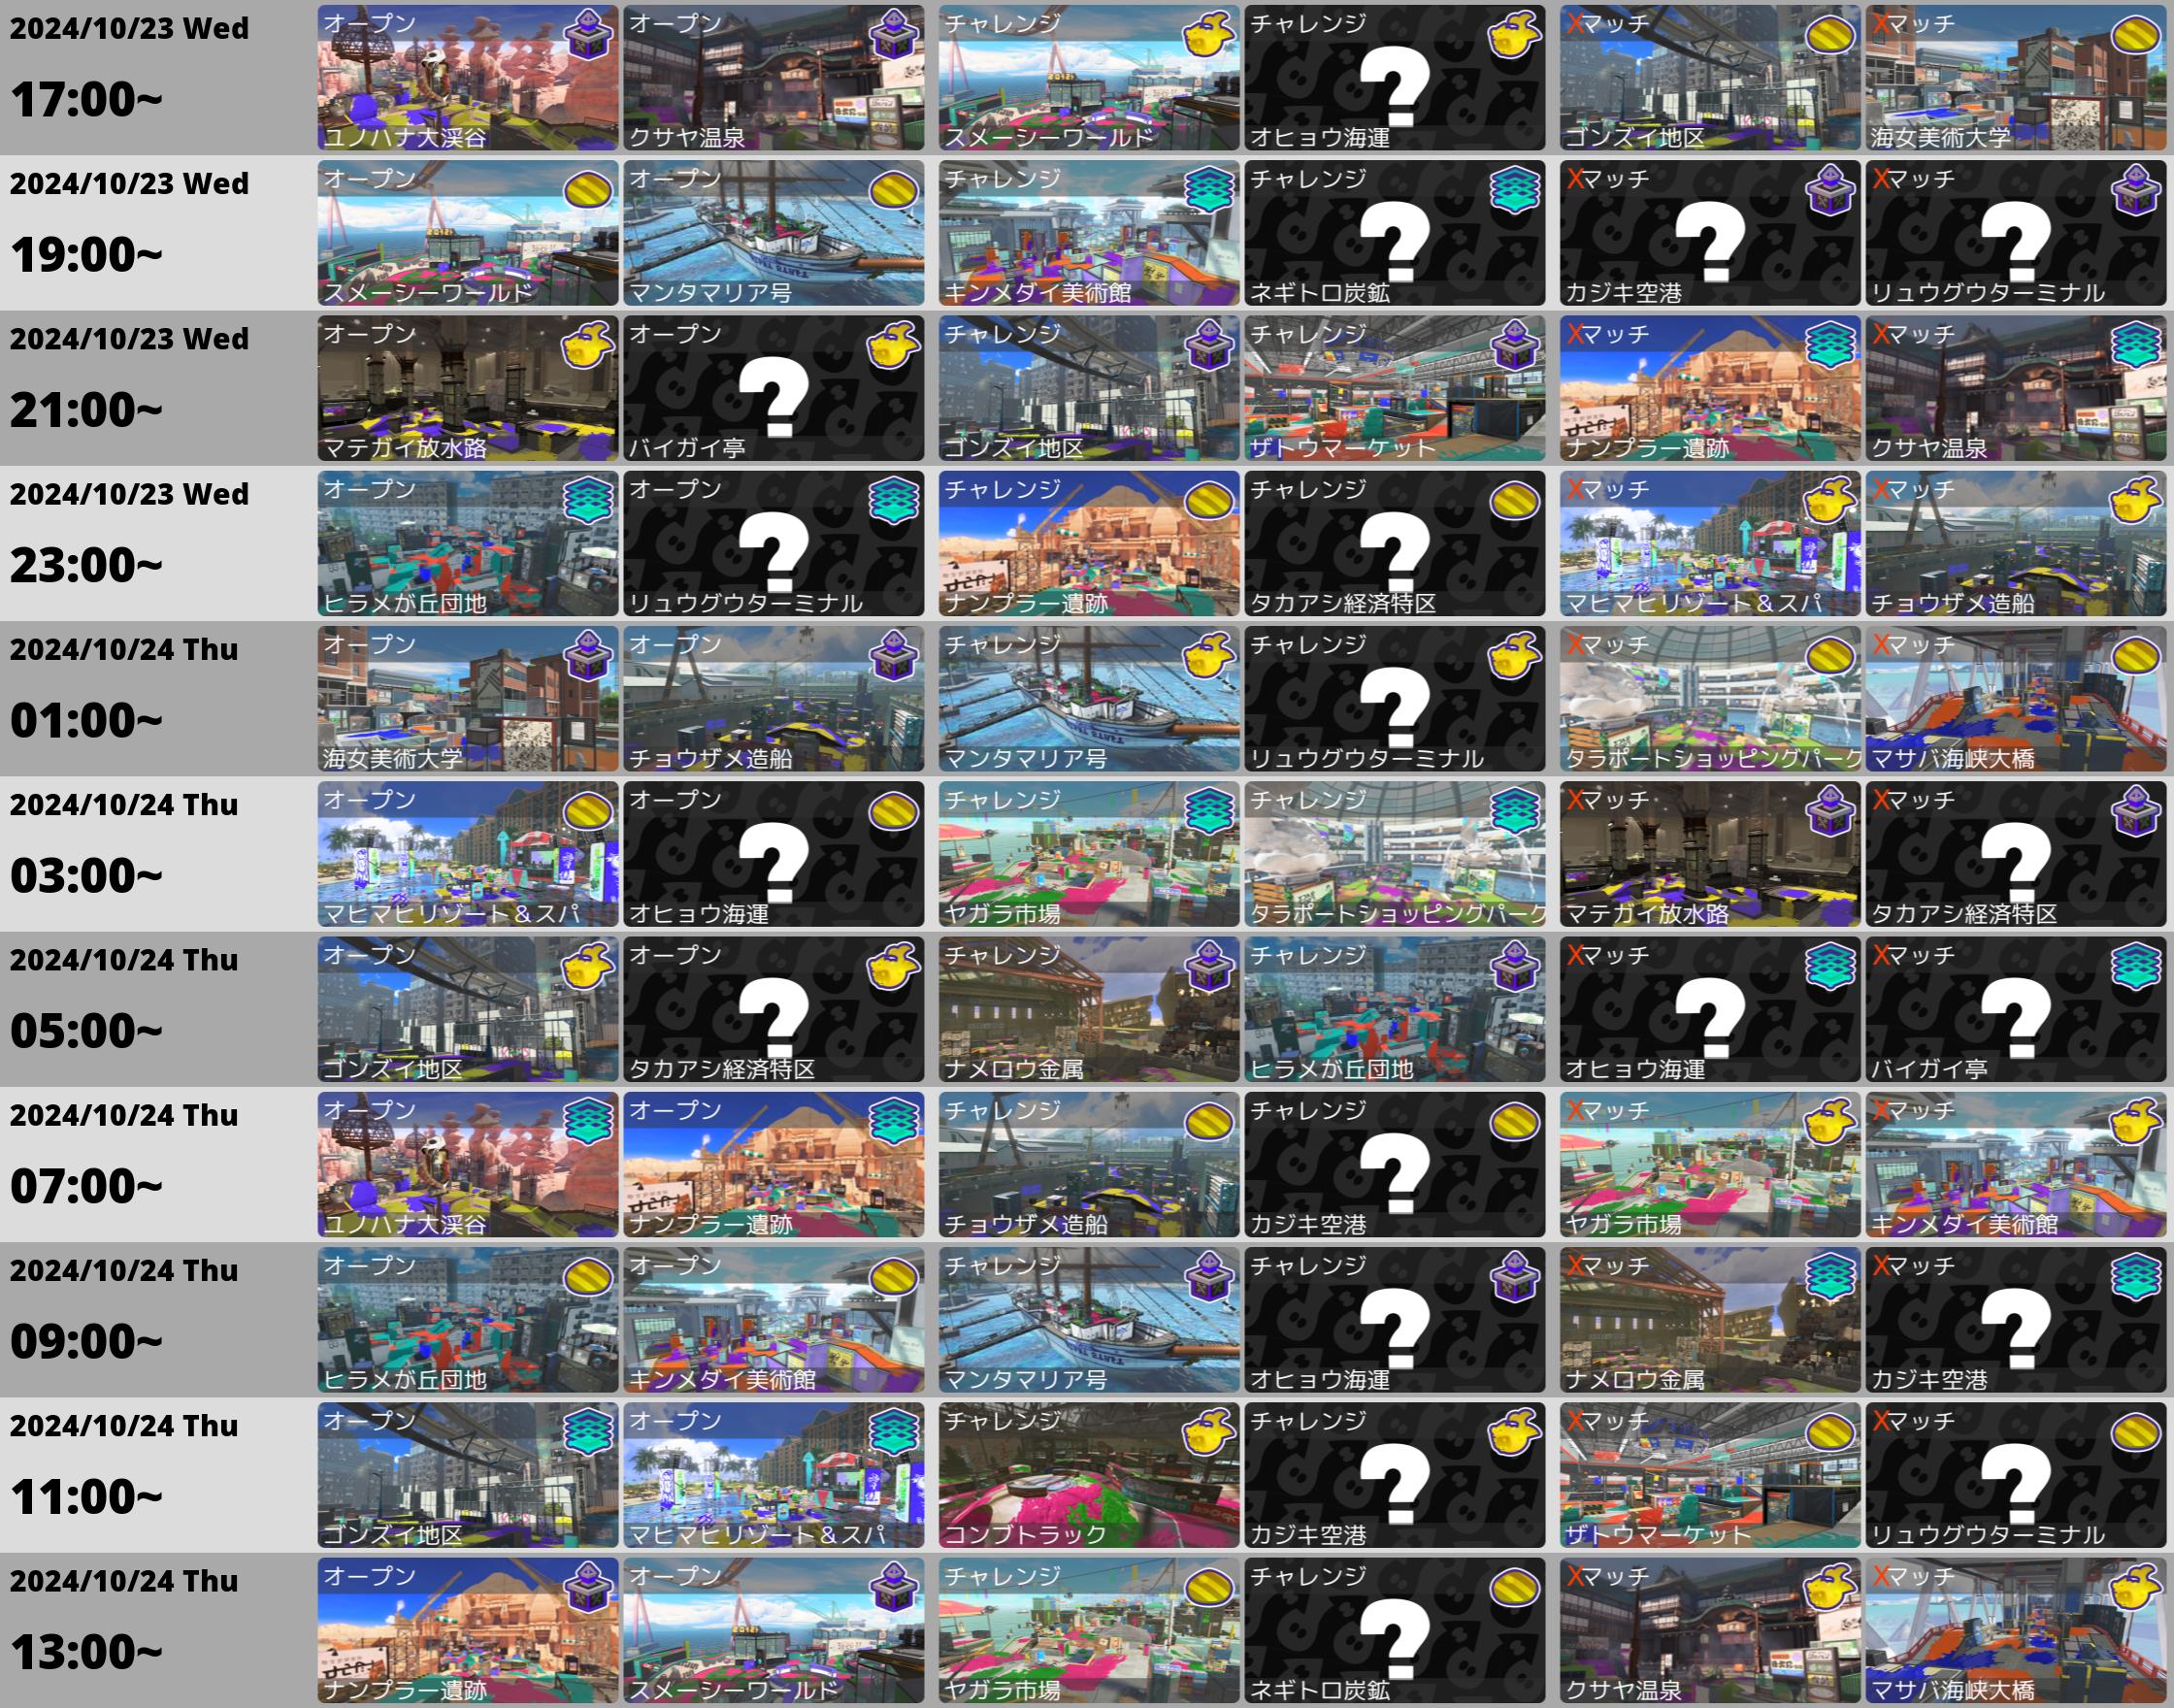 2024/10/23 Wed
17:00~
オープン
ユノハナ大渓谷
オープン
クサヤ温泉
チャレンジ
スメーシーワールド
チャレンジ
オヒョウ海運
Xマッチ
ゴンズイ地区
Xマッチ
海女美術大学
2024/10/23 Wed
19:00~
オープン
スメーシーワールド
オープン
マンタマリア号
チャレンジ
キンメダイ美術館
チャレンジ
ネギトロ炭鉱
Xマッチ
カジキ空港
Xマッチ
リュウグウターミナル
2024/10/23 Wed
21:00~
オープン
マテガイ放水路
オープン
バイガイ亭
チャレンジ
ゴンズイ地区
チャレンジ
ザトウマーケット
Xマッチ
ナンプラー遺跡
Xマッチ
クサヤ温泉
2024/10/23 Wed
23:00~
オープン
ヒラメが丘団地
オープン
リュウグウターミナル
チャレンジ
ナンプラー遺跡
チャレンジ
タカアシ経済特区
Xマッチ
マヒマヒリゾート＆スパ
Xマッチ
チョウザメ造船
2024/10/24 Thu
01:00~
オープン
海女美術大学
オープン
チョウザメ造船
チャレンジ
マンタマリア号
チャレンジ
リュウグウターミナル
Xマッチ
タラポートショッピングパーク
Xマッチ
マサバ海峡大橋
2024/10/24 Thu
03:00~
オープン
マヒマヒリゾート＆スパ
オープン
オヒョウ海運
チャレンジ
ヤガラ市場
チャレンジ
タラポートショッピングパーク
Xマッチ
マテガイ放水路
Xマッチ
タカアシ経済特区
2024/10/24 Thu
05:00~
オープン
ゴンズイ地区
オープン
タカアシ経済特区
チャレンジ
ナメロウ金属
チャレンジ
ヒラメが丘団地
Xマッチ
オヒョウ海運
Xマッチ
バイガイ亭
2024/10/24 Thu
07:00~
オープン
ユノハナ大渓谷
オープン
ナンプラー遺跡
チャレンジ
チョウザメ造船
チャレンジ
カジキ空港
Xマッチ
ヤガラ市場
Xマッチ
キンメダイ美術館
2024/10/24 Thu
09:00~
オープン
ヒラメが丘団地
オープン
キンメダイ美術館
チャレンジ
マンタマリア号
チャレンジ
オヒョウ海運
Xマッチ
ナメロウ金属
Xマッチ
カジキ空港
2024/10/24 Thu
11:00~
オープン
ゴンズイ地区
オープン
マヒマヒリゾート＆スパ
チャレンジ
コンブトラック
チャレンジ
カジキ空港
Xマッチ
ザトウマーケット
Xマッチ
リュウグウターミナル
2024/10/24 Thu
13:00~
オープン
ナンプラー遺跡
オープン
スメーシーワールド
チャレンジ
ヤガラ市場
チャレンジ
ネギトロ炭鉱
Xマッチ
クサヤ温泉
Xマッチ
マサバ海峡大橋